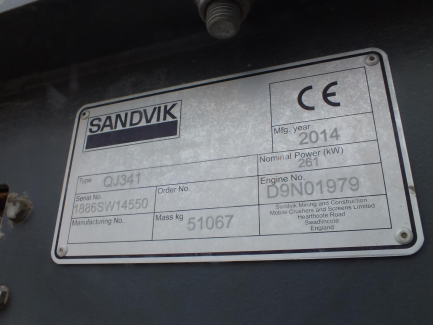 SANDVIK
CE
Mfg. year
2014
Type QJ341
Nominal Power (kW)
261
Serial No.
1886SW14550
Order No.
Engine No.
D9N01979
Manufacturing No.
Mass kg 51067
Sandvik Mining and Construction
Mobile Crushers and Screens Limited
Hearthcote Road
Swadlincote
England